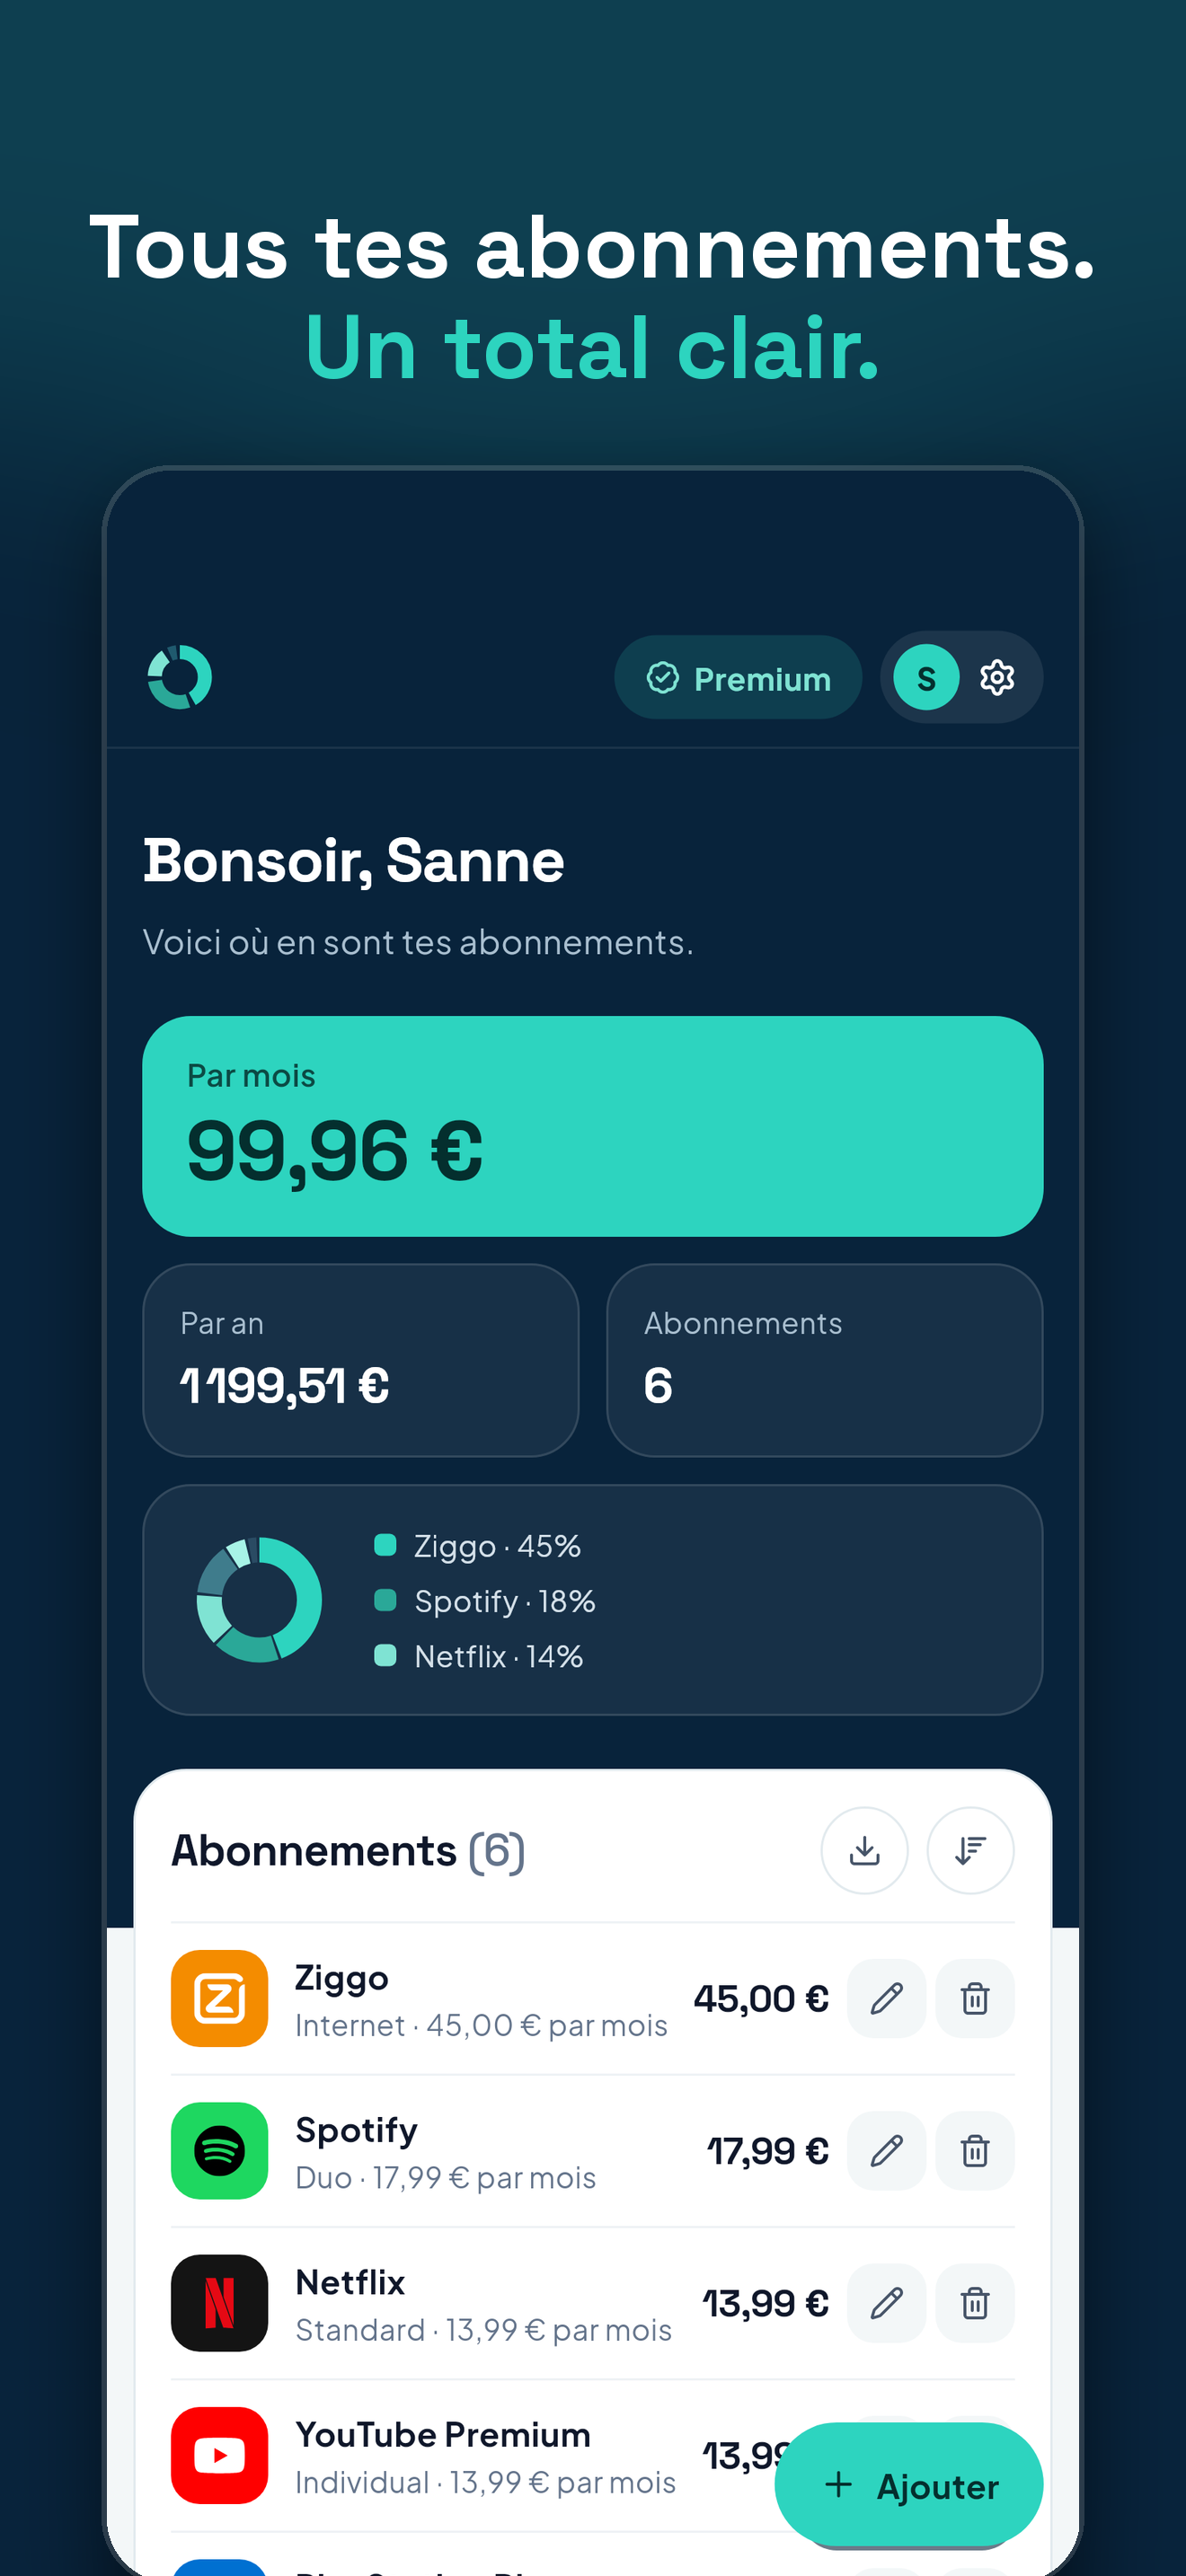 Tous tes abonnements.
Un total clair.
Premium
S
Bonsoir, Sanne
Voici où en sont tes abonnements.
Par mois
99,96 €
Par an
1 199,51 €
Abonnements
6
Ziggo · 45%
Spotify · 18%
Netflix · 14%
Abonnements (6)
Ziggo
Internet · 45,00 € par mois
45,00 €
Spotify
Duo · 17,99 € par mois
17,99 €
Netflix
Standard · 13,99 € par mois
13,99 €
YouTube Premium
Individual · 13,99 € par mois
13,99
+ Ajouter